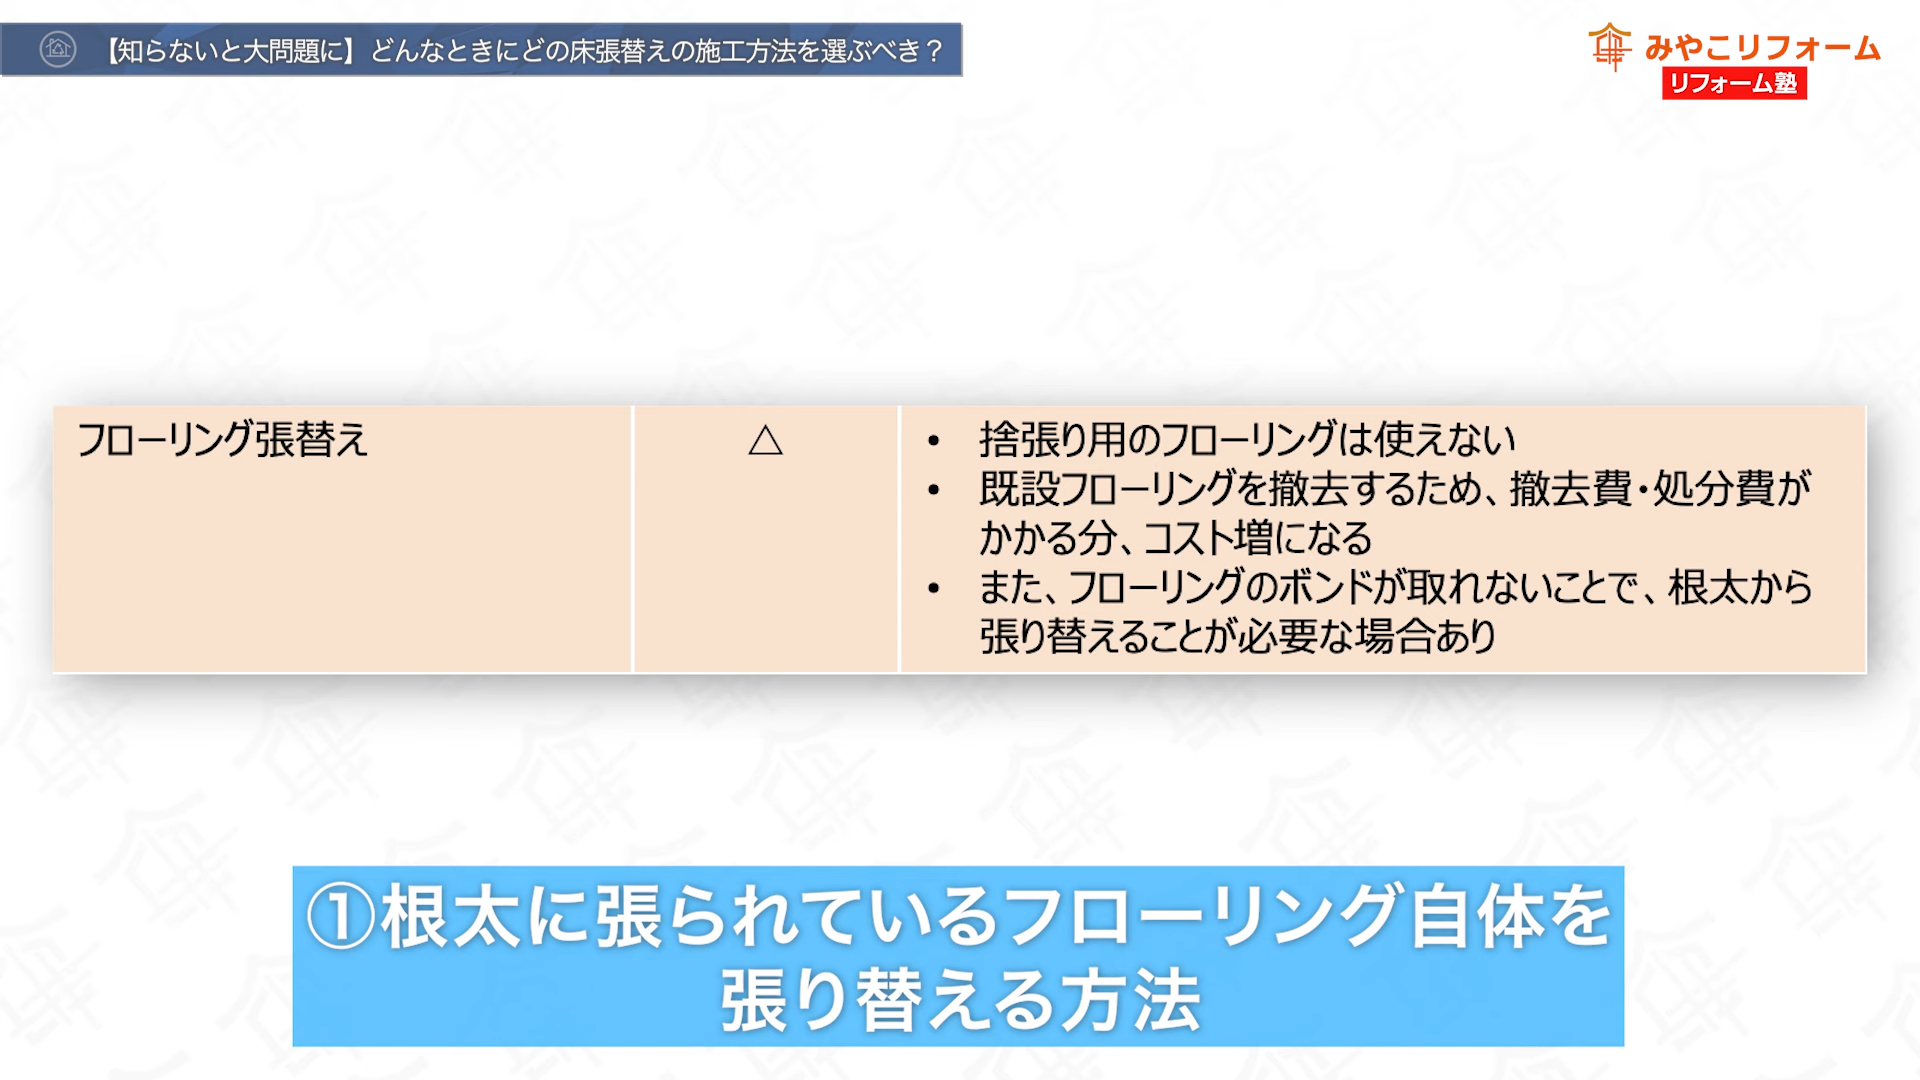 【知らないと大問題に】どんなときにどの床張替えの施工方法を選ぶべき？
みやこリフォーム
リフォーム塾
フローリング張替え
△
• 捨張り用のフローリングは使えない
• 既設フローリングを撤去するため、撤去費・処分費が
かかる分、コスト増になる
• また、フローリングのボンドが取れないことで、根太から
張り替えることが必要な場合あり
①根太に張られているフローリング自体を
張り替える方法